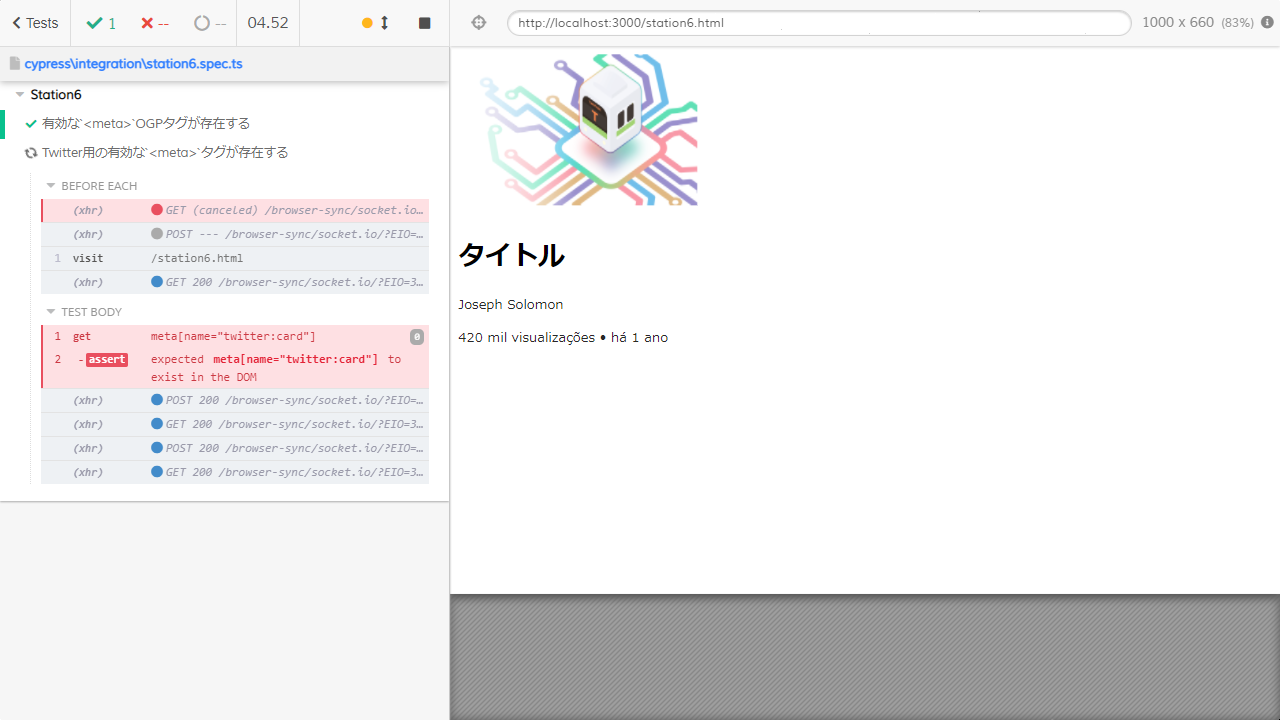 Tests
1
--
--
04.52
http://localhost:3000/station6.html
1000 x 660 (83%)
cypress\integration\station6.spec.ts
Station6
有効な`<meta>`OGPタグが存在する
Twitter用の有効な`<meta>`タグが存在する
BEFORE EACH
(xhr) GET (canceled) /browser-sync/socket.io…
(xhr) POST --- /browser-sync/socket.io/?EIO=…
1 visit /station6.html
(xhr) GET 200 /browser-sync/socket.io/?EIO=3…
TEST BODY
1 get meta[name="twitter:card"] 0
2 -assert expected meta[name="twitter:card"] to
exist in the DOM
(xhr) POST 200 /browser-sync/socket.io/?EIO=…
(xhr) GET 200 /browser-sync/socket.io/?EIO=3…
(xhr) POST 200 /browser-sync/socket.io/?EIO=…
(xhr) GET 200 /browser-sync/socket.io/?EIO=3…
T
タイトル
Joseph Solomon
420 mil visualizações • há 1 ano